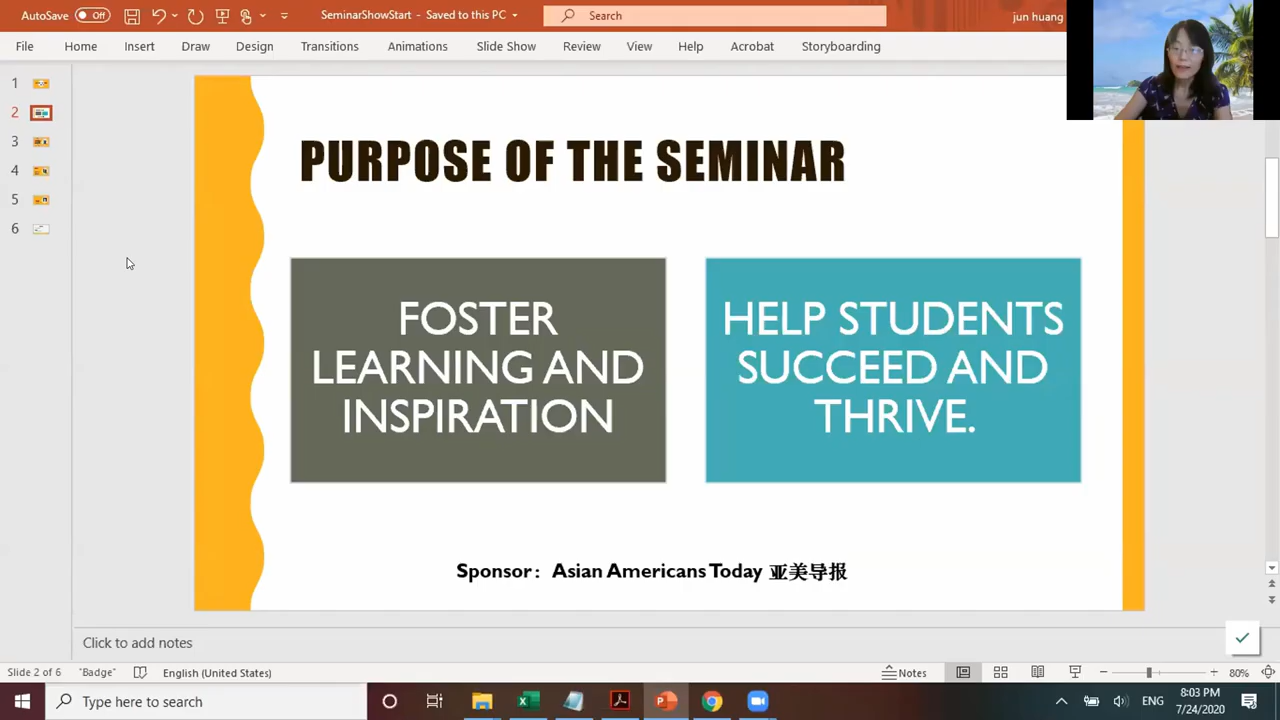 AutoSave Off SeminarShowStart - Saved to this PC Search jun huang
File Home Insert Draw Design Transitions Animations Slide Show Review View Help Acrobat Storyboarding
1
2
3
4
5
6
PURPOSE OF THE SEMINAR
FOSTER
LEARNING AND
INSPIRATION
HELP STUDENTS
SUCCEED AND
THRIVE.
Sponsor: Asian Americans Today 亚美导报
Click to add notes
Slide 2 of 6 "Badge" English (United States) Notes 80%
Type here to search ENG 8:03 PM
7/24/2020